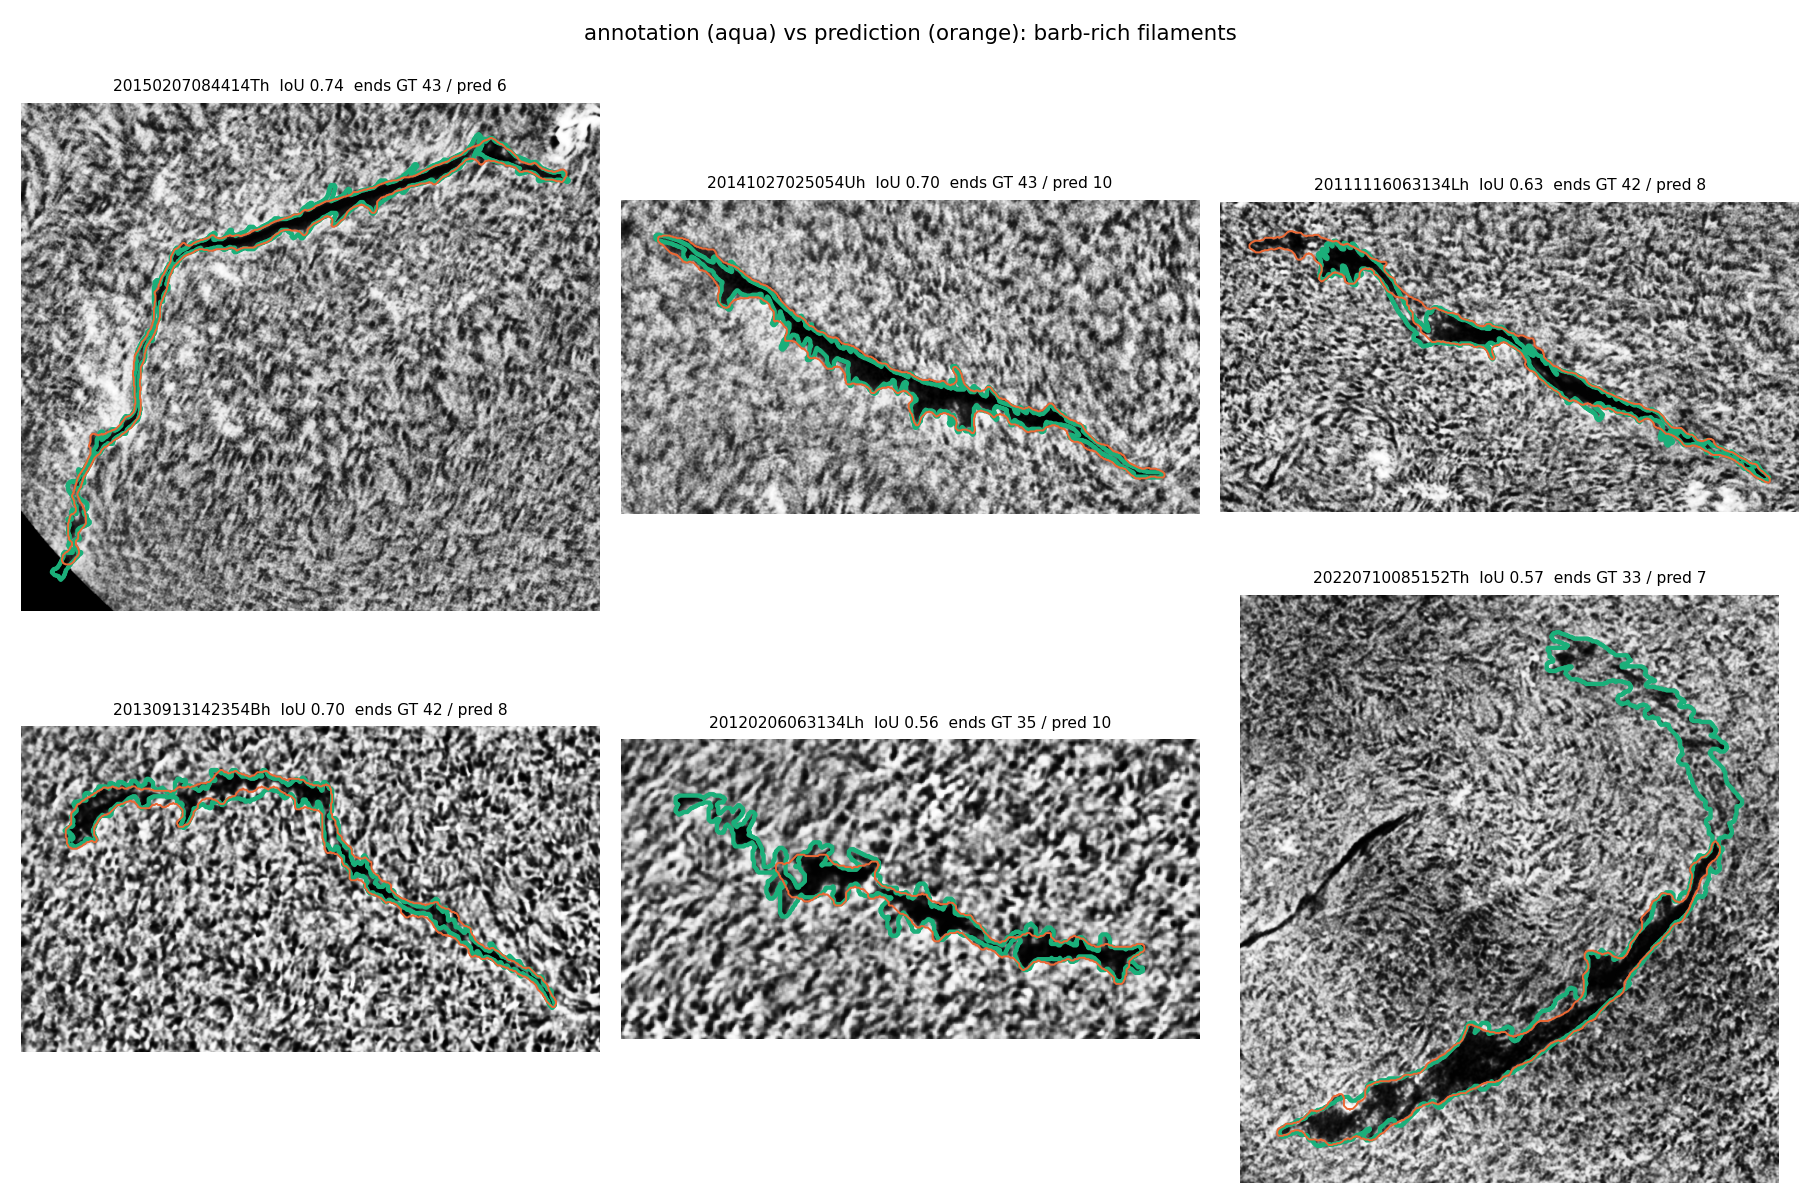 annotation (aqua) vs prediction (orange): barb-rich filaments
20150207084414Th  IoU 0.74  ends GT 43 / pred 6
20141027025054Uh  IoU 0.70  ends GT 43 / pred 10
20111116063134Lh  IoU 0.63  ends GT 42 / pred 8
20130913142354Bh  IoU 0.70  ends GT 42 / pred 8
20120206063134Lh  IoU 0.56  ends GT 35 / pred 10
20220710085152Th  IoU 0.57  ends GT 33 / pred 7